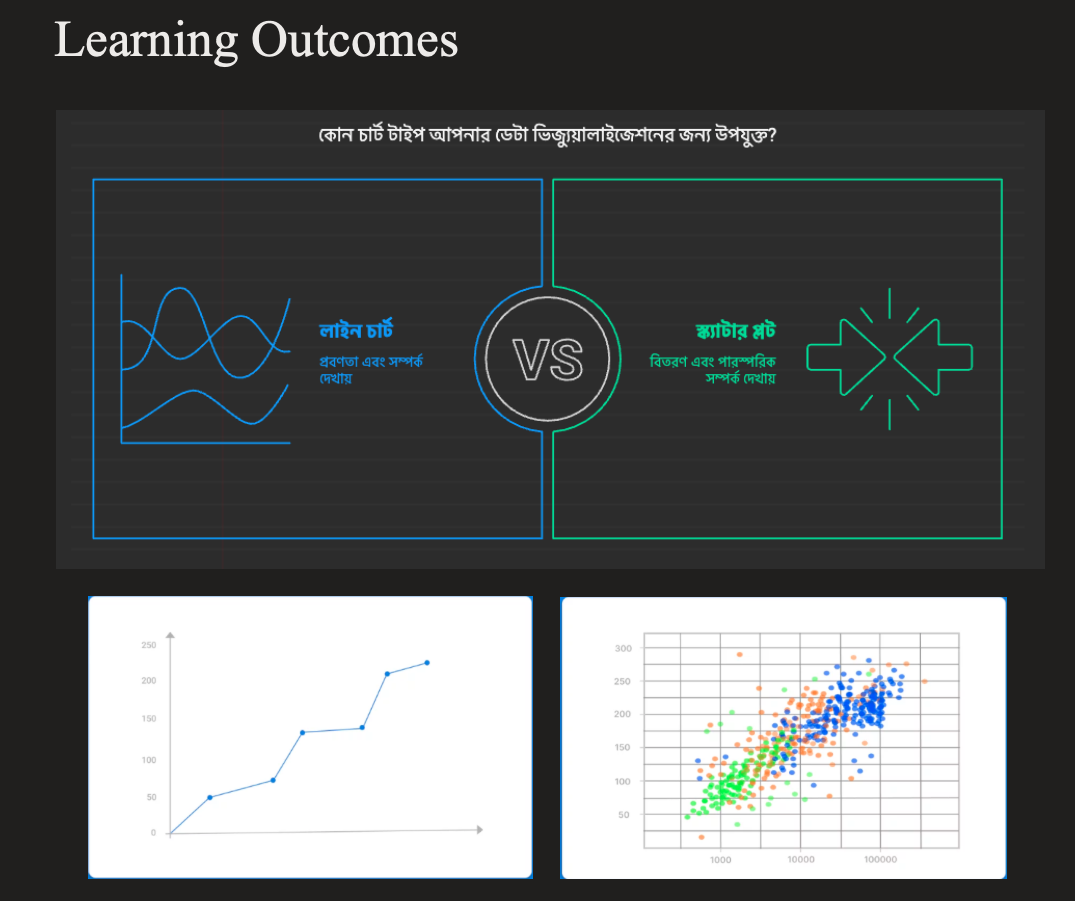 Learning Outcomes
কোন চার্ট টাইপ আপনার ডেটা ভিজ্যুয়ালাইজেশনের জন্য উপযুক্ত?
লাইন চার্ট
প্রবণতা এবং সম্পর্ক
দেখায়
VS
স্ক্যাটার প্লট
বিতরণ এবং পারস্পরিক
সম্পর্ক দেখায়
250
200
150
100
50
0
300
250
200
150
100
50
1000 10000 100000